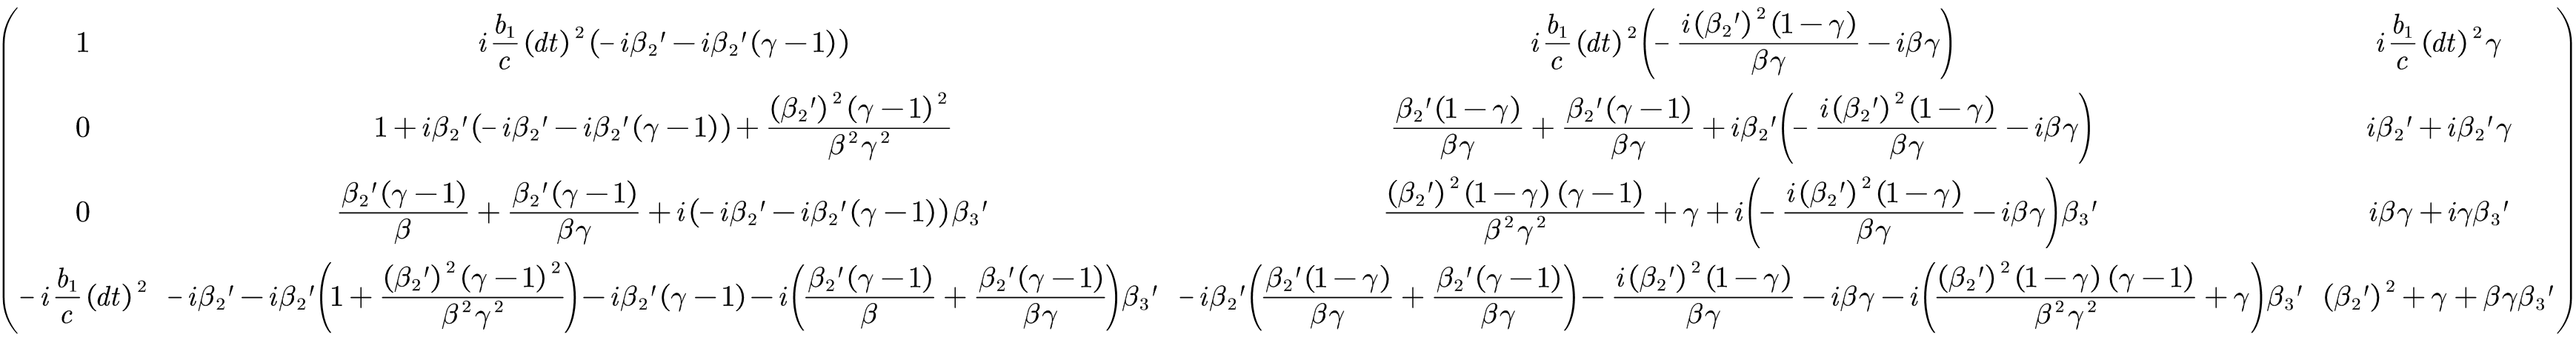 1 i b₁/c (dt)² (– iβ₂′ – iβ₂′(γ – 1)) i b₁/c (dt)² (– i(β₂′)²(1 – γ)/βγ – iβγ) i b₁/c (dt)² γ
0 1 + iβ₂′(– iβ₂′ – iβ₂′(γ – 1)) + (β₂′)²(γ – 1)²/β²γ² β₂′(1 – γ)/βγ + β₂′(γ – 1)/βγ + iβ₂′(– i(β₂′)²(1 – γ)/βγ – iβγ) iβ₂′ + iβ₂′γ
0 β₂′(γ – 1)/β + β₂′(γ – 1)/βγ + i(– iβ₂′ – iβ₂′(γ – 1))β₃′ (β₂′)²(1 – γ) (γ – 1)/β²γ² + γ + i(– i(β₂′)²(1 – γ)/βγ – iβγ)β₃′ iβγ + iγβ₃′
– i b₁/c (dt)² – iβ₂′ – iβ₂′(1 + (β₂′)²(γ – 1)²/β²γ²) – iβ₂′(γ – 1) – i(β₂′(γ – 1)/β + β₂′(γ – 1)/βγ)β₃′ – iβ₂′(β₂′(1 – γ)/βγ + β₂′(γ – 1)/βγ) – i(β₂′)²(1 – γ)/βγ – iβγ – i((β₂′)²(1 – γ) (γ – 1)/β²γ² + γ)β₃′ (β₂′)² + γ + βγβ₃′